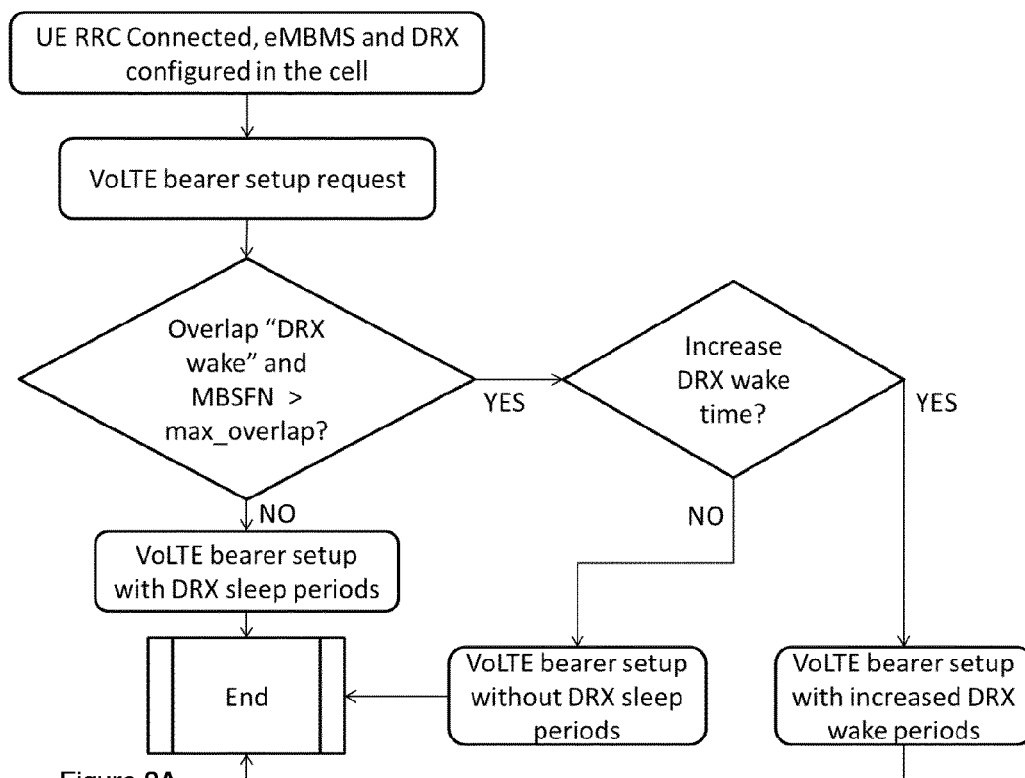 UE RRC Connected, eMBMS and DRX
configured in the cell
VoLTE bearer setup request
Overlap “DRX
wake” and
MBSFN >
max_overlap?
YES
Increase
DRX wake
time?
YES
NO
NO
VoLTE bearer setup
with DRX sleep periods
End
VoLTE bearer setup
without DRX sleep
periods
VoLTE bearer setup
with increased DRX
wake periods